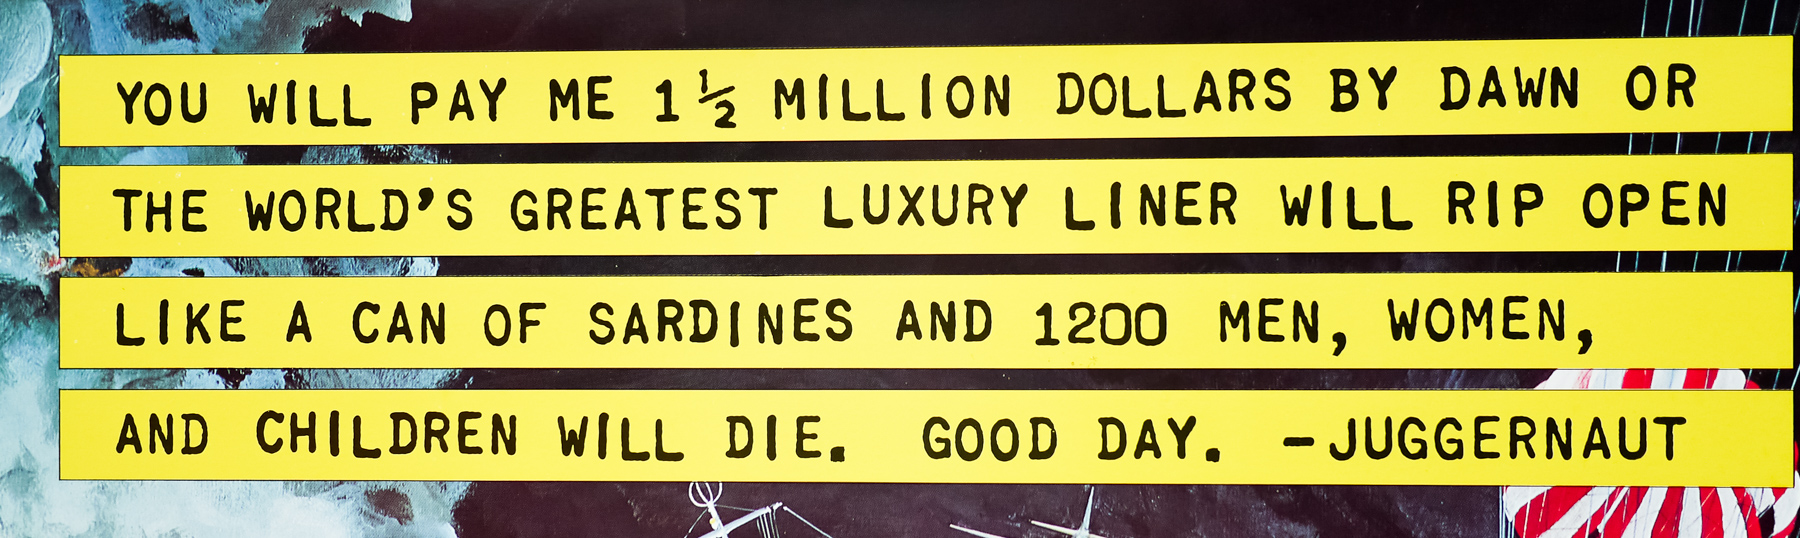 YOU WILL PAY ME 1½ MILLION DOLLARS BY DAWN OR
THE WORLD'S GREATEST LUXURY LINER WILL RIP OPEN
LIKE A CAN OF SARDINES AND 1200 MEN, WOMEN,
AND CHILDREN WILL DIE. GOOD DAY. –JUGGERNAUT